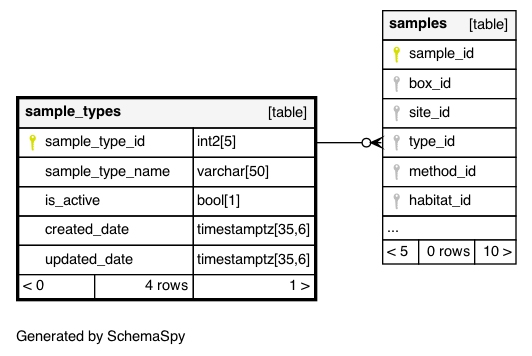 samples [table]
sample_id
box_id
site_id
type_id
method_id
habitat_id
...
< 5 0 rows 10 >
sample_types [table]
sample_type_id int2[5]
sample_type_name varchar[50]
is_active bool[1]
created_date timestamptz[35,6]
updated_date timestamptz[35,6]
< 0 4 rows 1 >
Generated by SchemaSpy